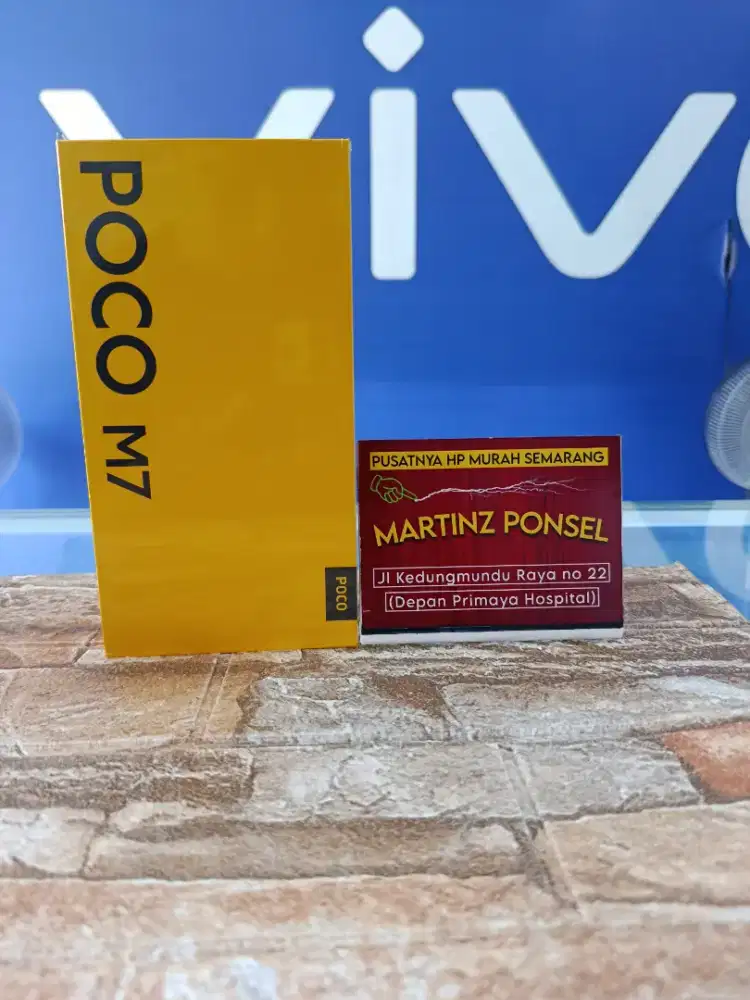 vivo
POCO M7
POCO
PUSATNYA HP MURAH SEMARANG
MARTINZ PONSEL
Jl Kedungmundu Raya no 22
(Depan Primaya Hospital)